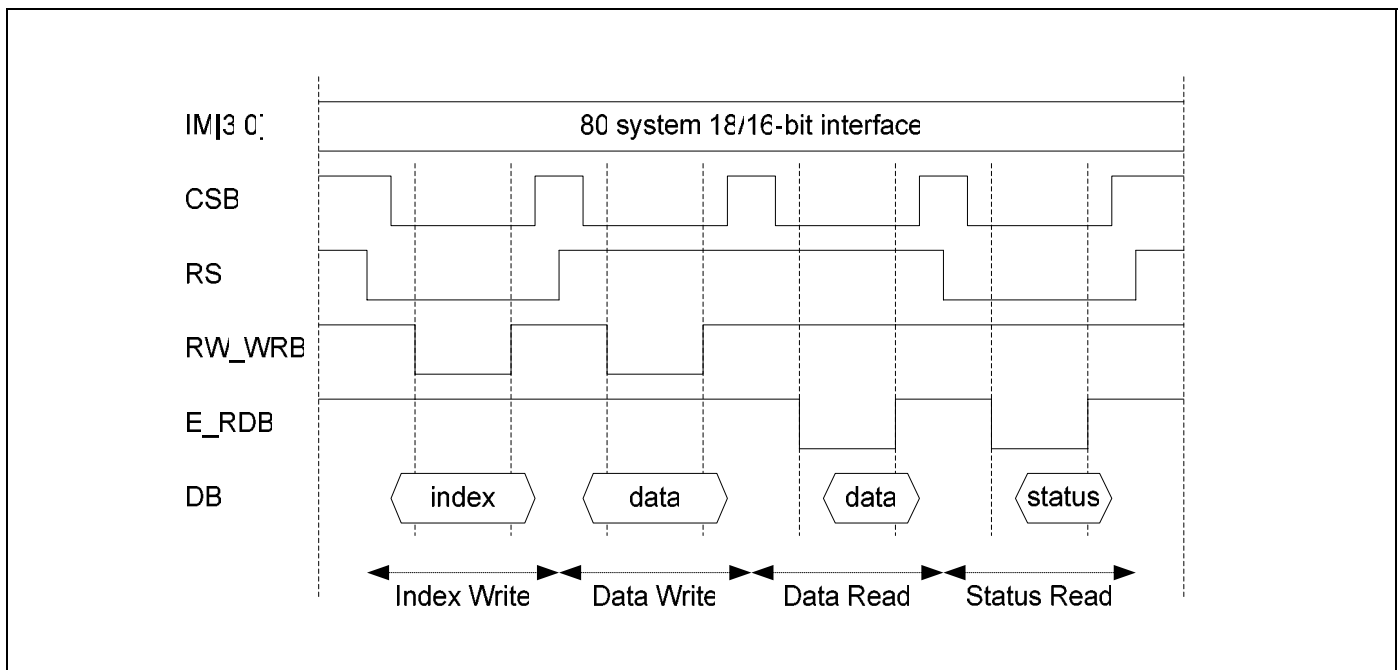 IM[3:0]
80 system 18/16-bit interface
CSB
RS
RW_WRB
E_RDB
DB
index
data
data
status
Index Write
Data Write
Data Read
Status Read